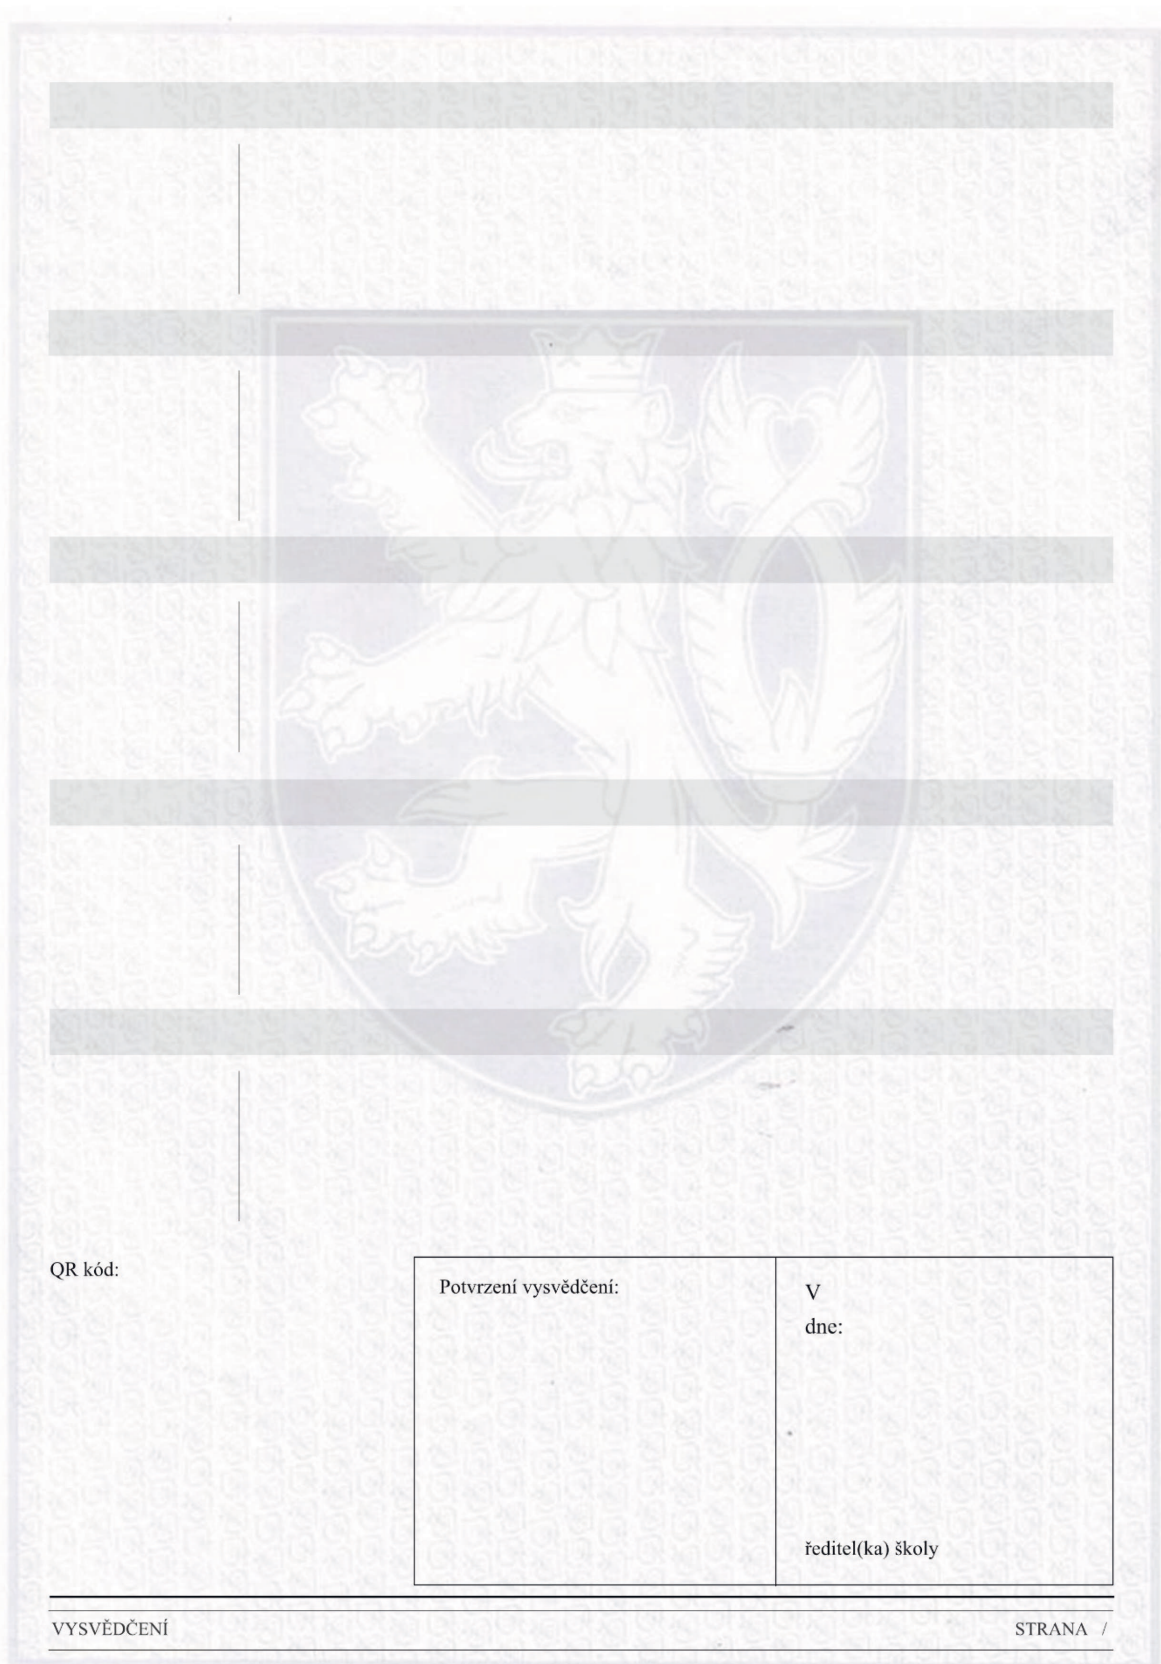 QR kód:
Potvrzení vysvědčení:
V
dne:
ředitel(ka) školy
VYSVĚDČENÍ
STRANA /